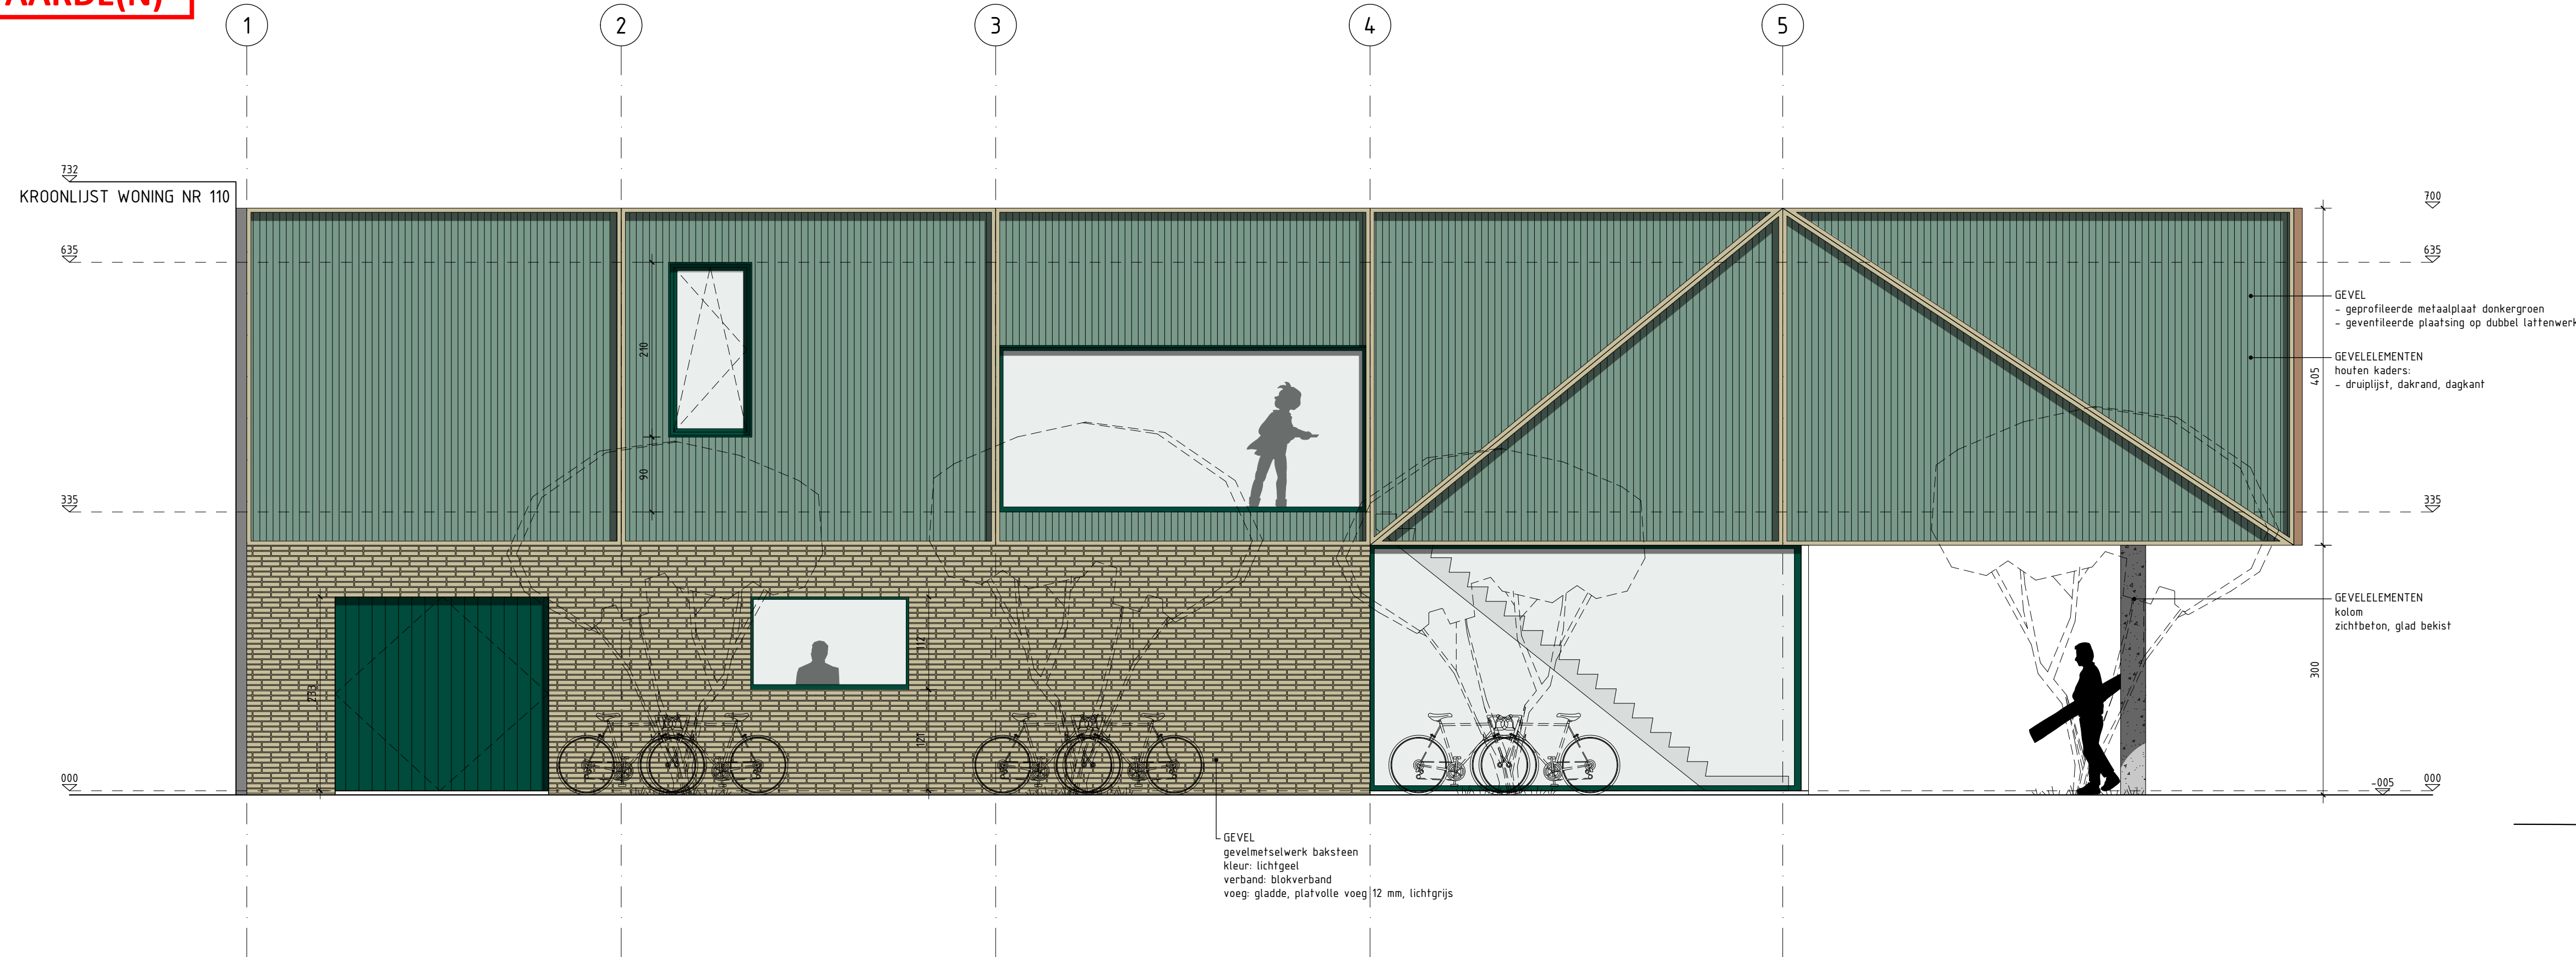 AARDE(N)
1
2
3
4
5
732
KROONLIJST WONING NR 110
700
635
635
GEVEL
- geprofileerde metaalplaat donkergroen
- geventileerde plaatsing op dubbel lattenwerk
210
GEVELELEMENTEN
houten kaders:
- druiplijst, dakrand, dagkant
405
90
335
335
GEVELELEMENTEN
kolom
zichtbeton, glad bekist
112
300
233
121
000
000
-005
GEVEL
gevelmetselwerk baksteen
kleur: lichtgeel
verband: blokverband
voeg: gladde, platvolle voeg 12 mm, lichtgrijs